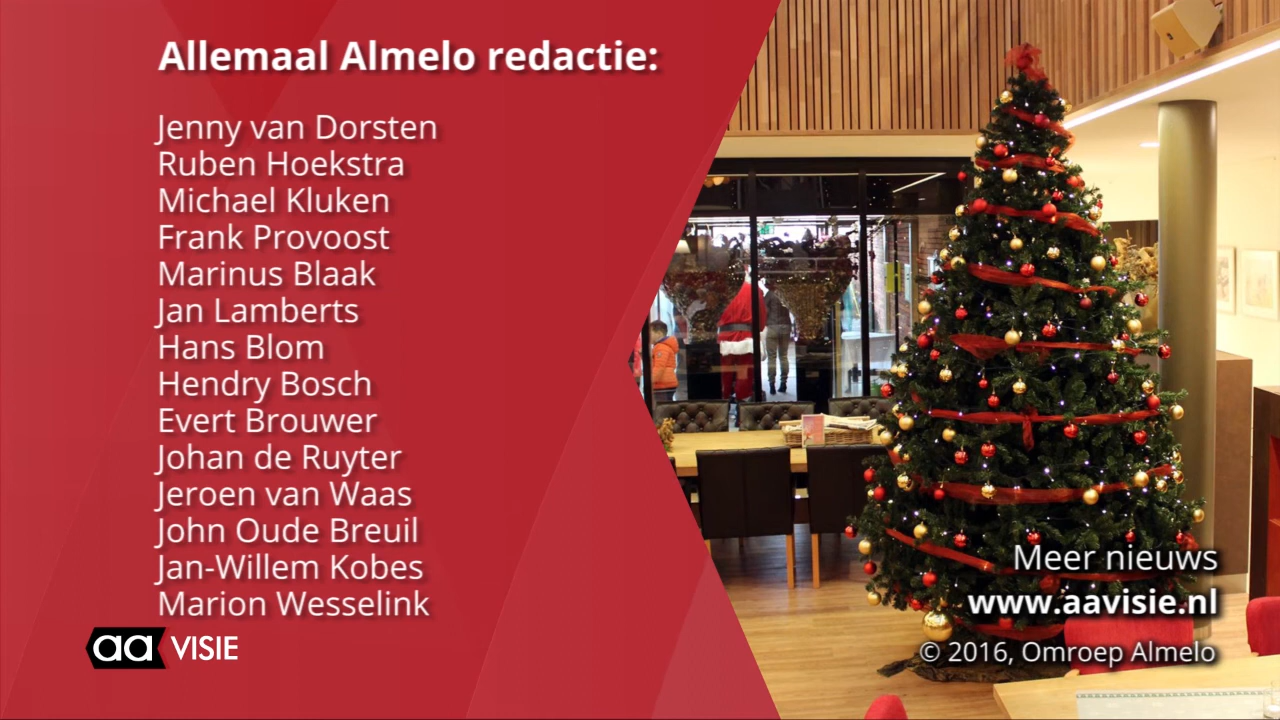 Allemaal Almelo redactie:
Jenny van Dorsten
Ruben Hoekstra
Michael Kluken
Frank Provoost
Marinus Blaak
Jan Lamberts
Hans Blom
Hendry Bosch
Evert Brouwer
Johan de Ruyter
Jeroen van Waas
John Oude Breuil
Jan-Willem Kobes
Marion Wesselink
aa VISIE
Meer nieuws
www.aavisie.nl
© 2016, Omroep Almelo